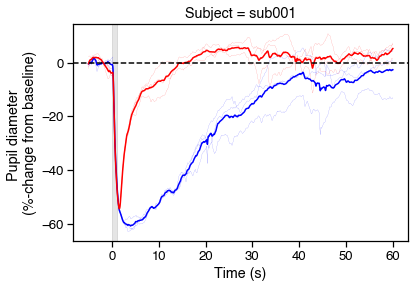 Subject = sub001
Pupil diameter
(%-change from baseline)
0
−20
−40
−60
0
10
20
30
40
50
60
Time (s)